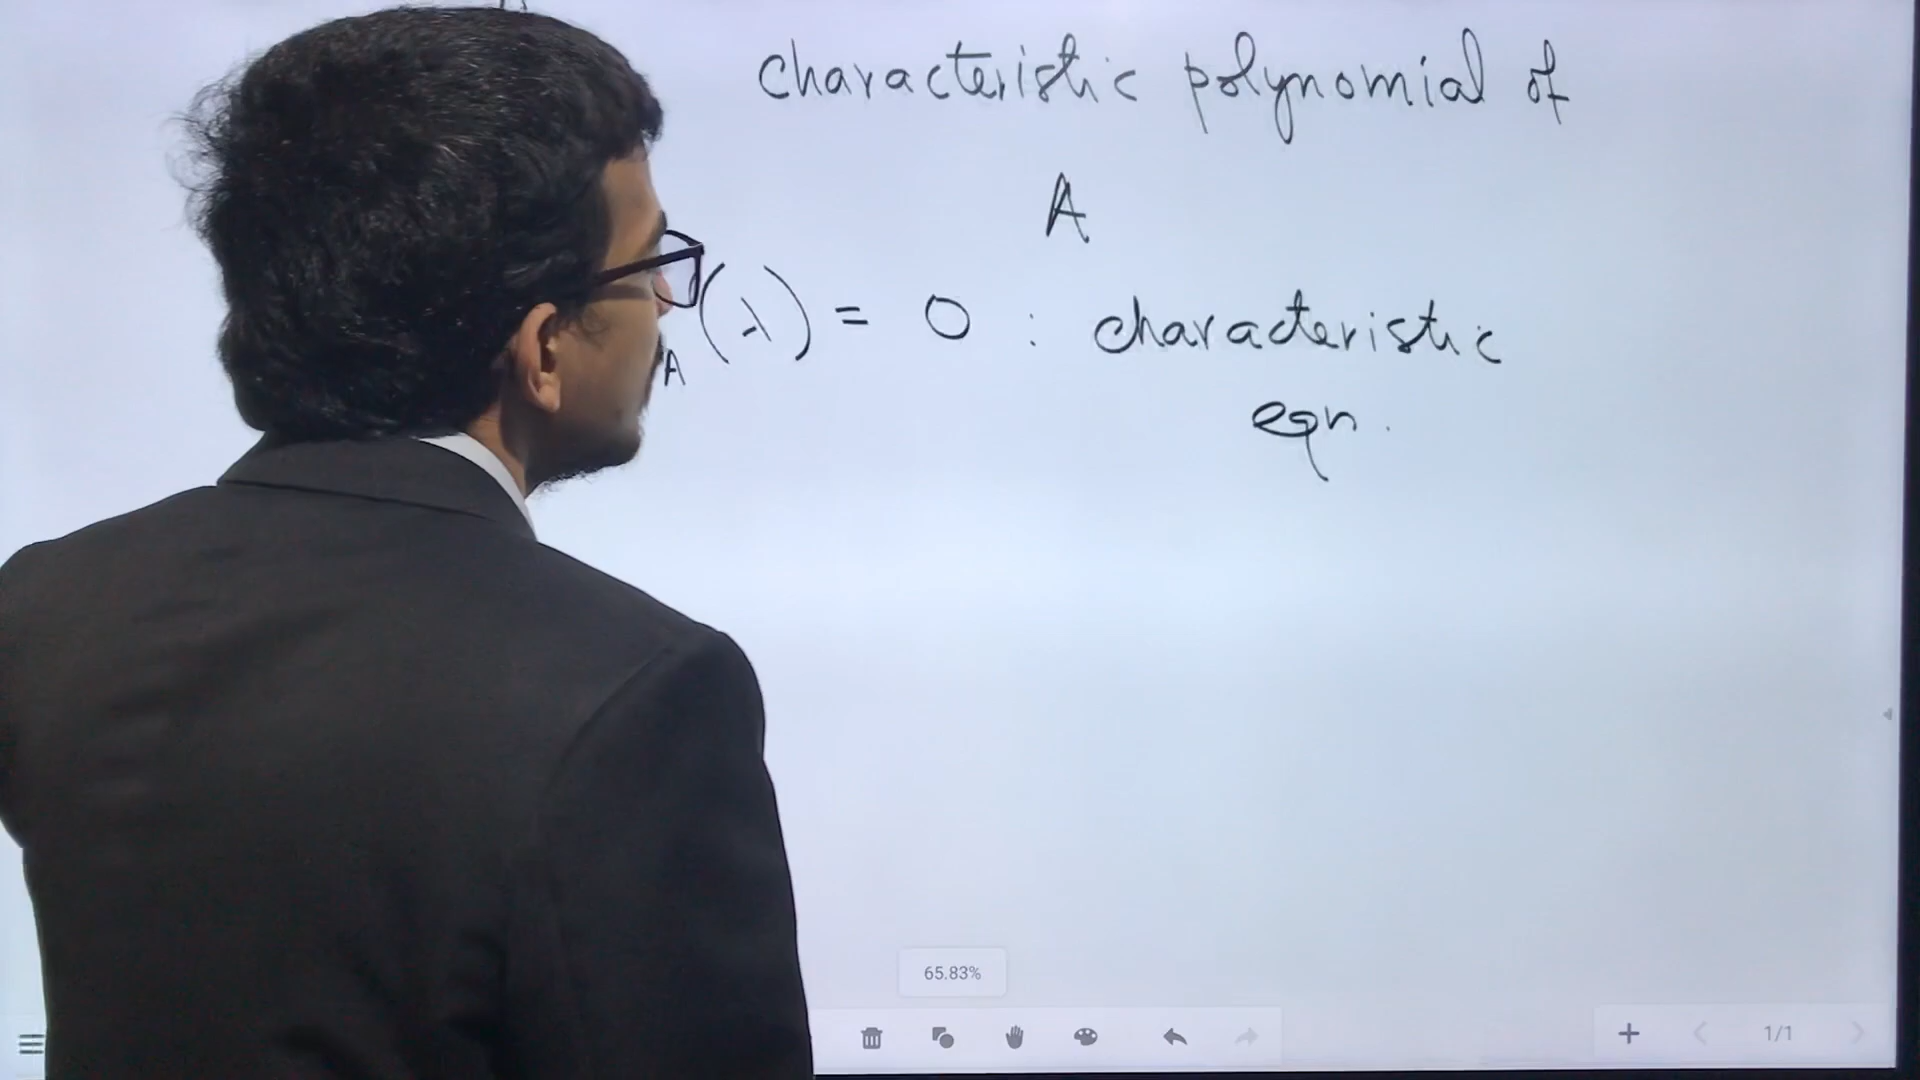 characteristic polynomial of
A
A(λ) = 0 : characteristic
eqn.
65.83%
1/1